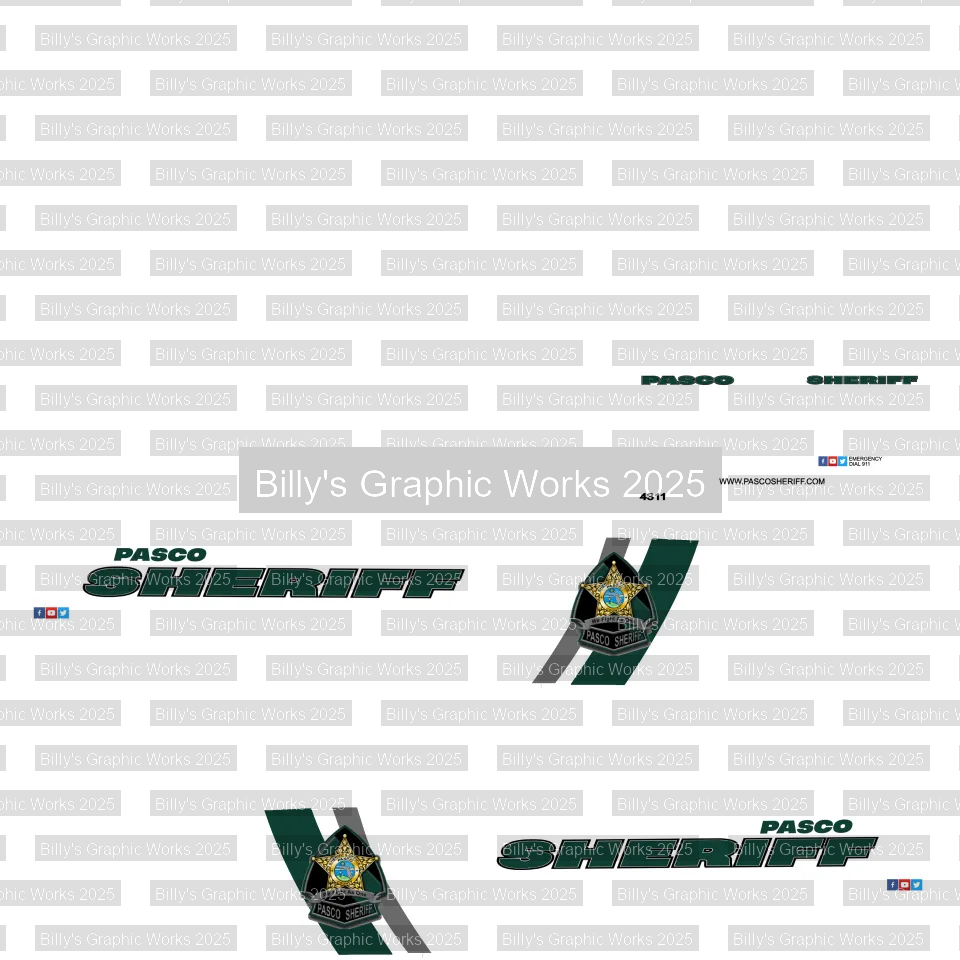 PASCO SHERIFF
EMERGENCY
DIAL 911
WWW.PASCOSHERIFF.COM
4311
Billy's Graphic Works 2025
PASCO
SHERIFF
PASCO SHERIFF
PASCO
SHERIFF
PASCO SHERIFF